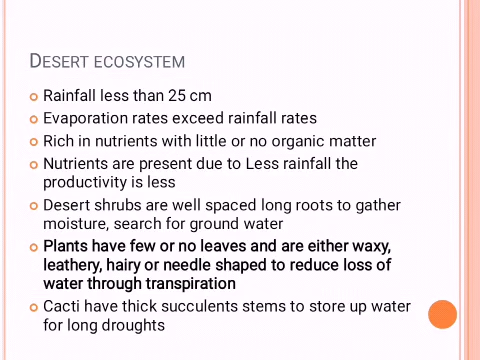 DESERT ECOSYSTEM
Rainfall less than 25 cm
Evaporation rates exceed rainfall rates
Rich in nutrients with little or no organic matter
Nutrients are present due to Less rainfall the
productivity is less
Desert shrubs are well spaced long roots to gather
moisture, search for ground water
Plants have few or no leaves and are either waxy,
leathery, hairy or needle shaped to reduce loss of
water through transpiration
Cacti have thick succulents stems to store up water
for long droughts